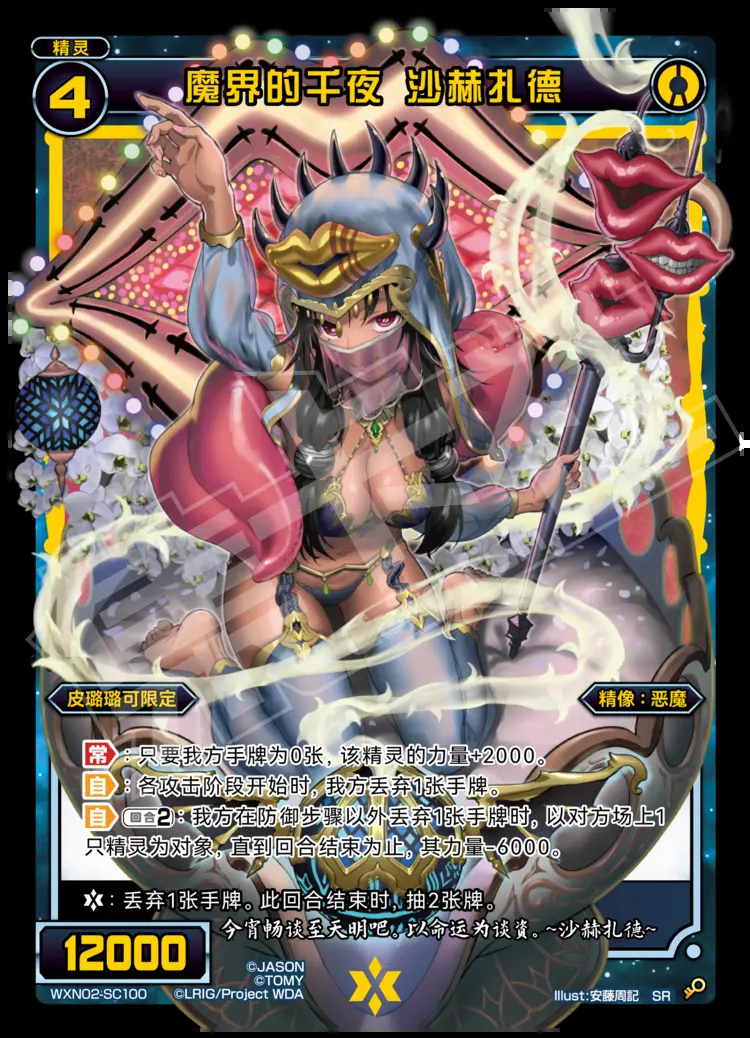 精灵
4
魔界的千夜 沙赫扎德
皮璐璐可限定
精像：恶魔
常：只要我方手牌为0张，该精灵的力量+2000。
自：各攻击阶段开始时，我方丢弃1张手牌。
自 回合2：我方在防御步骤以外丢弃1张手牌时，以对方场上1
只精灵为对象，直到回合结束为止，其力量-6000。
：丢弃1张手牌。此回合结束时，抽2张牌。
今宵畅谈至天明吧。以命运为谈资。~沙赫扎德~
12000
©JASON
©TOMY
WXN02-SC100 ©LRIG/Project WDA
Illust:安藤周記 SR